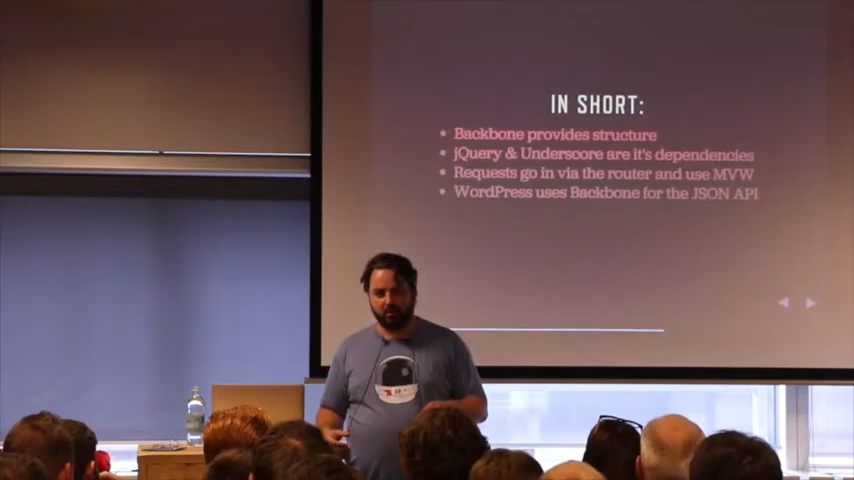 IN SHORT:
Backbone provides structure
jQuery & Underscore are it's dependencies
Requests go in via the router and use MVW
WordPress uses Backbone for the JSON API